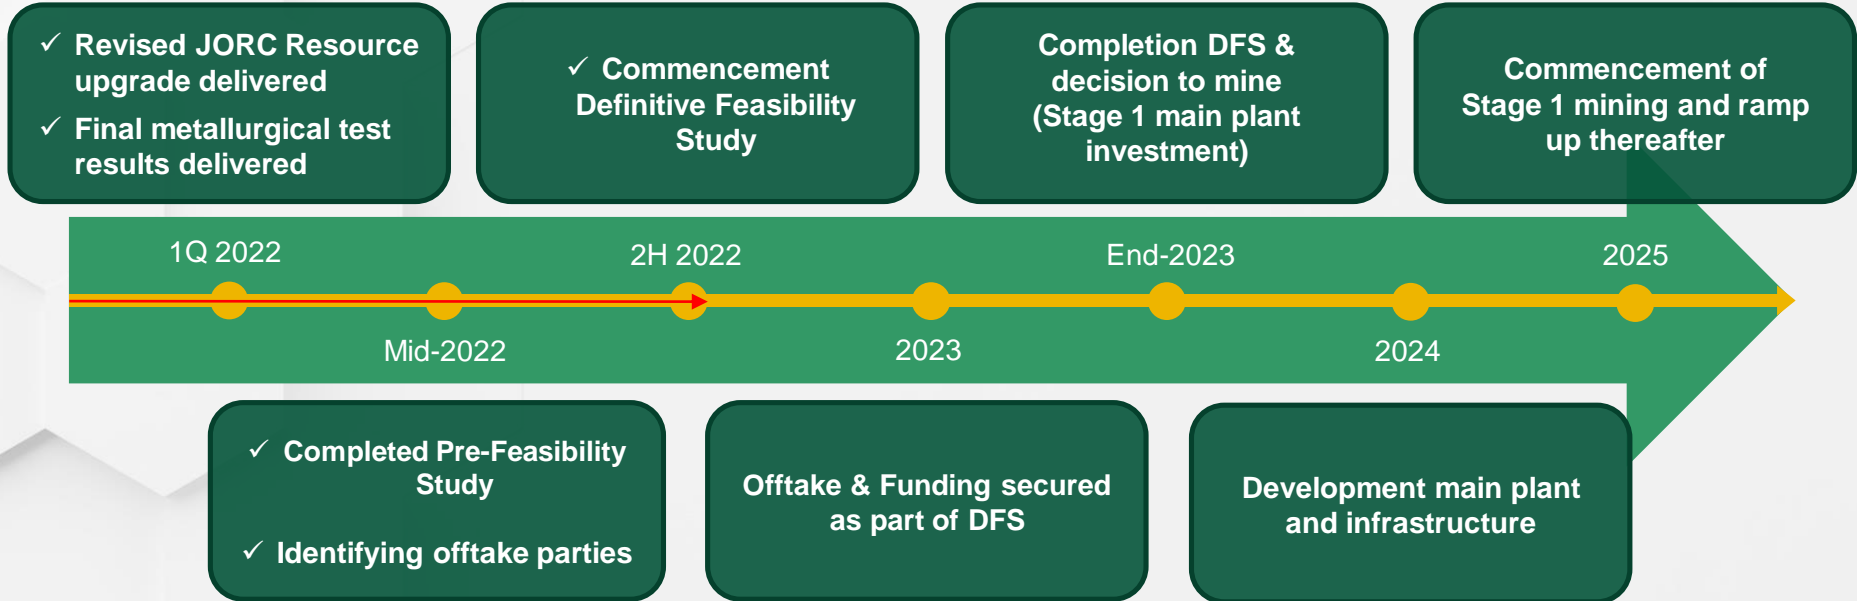 ✓ Revised JORC Resource
upgrade delivered
✓ Final metallurgical test
results delivered
✓ Commencement
Definitive Feasibility
Study
Completion DFS &
decision to mine
(Stage 1 main plant
investment)
Commencement of
Stage 1 mining and ramp
up thereafter
1Q 2022
2H 2022
End-2023
2025
Mid-2022
2023
2024
✓ Completed Pre-Feasibility
Study
✓ Identifying offtake parties
Offtake & Funding secured
as part of DFS
Development main plant
and infrastructure